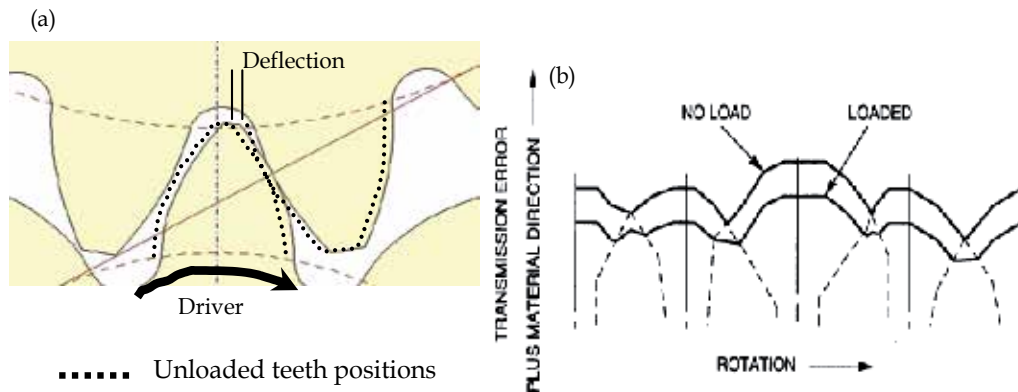 (a)
Deflection
Driver
Unloaded teeth positions
(b)
NO LOAD
LOADED
TRANSMISSION ERROR
PLUS MATERIAL DIRECTION
ROTATION